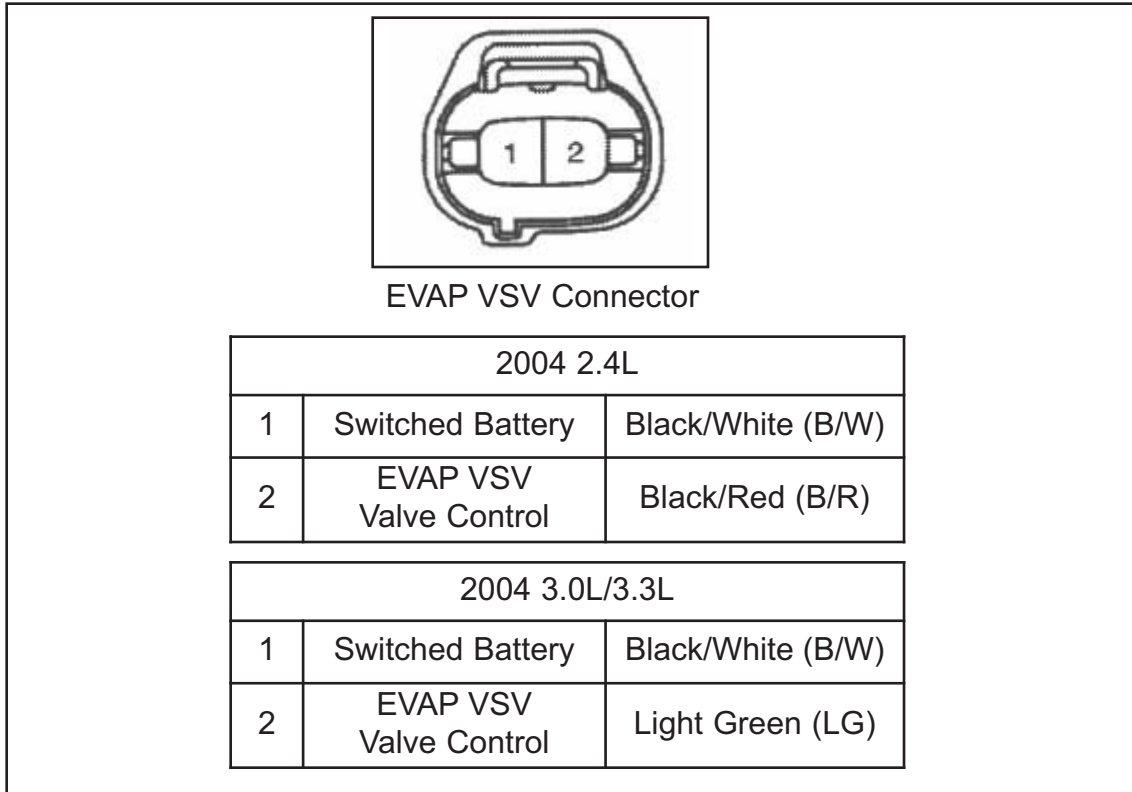 1 2
EVAP VSV Connector
2004 2.4L
1 Switched Battery Black/White (B/W)
2 EVAP VSV
Valve Control Black/Red (B/R)
2004 3.0L/3.3L
1 Switched Battery Black/White (B/W)
2 EVAP VSV
Valve Control Light Green (LG)